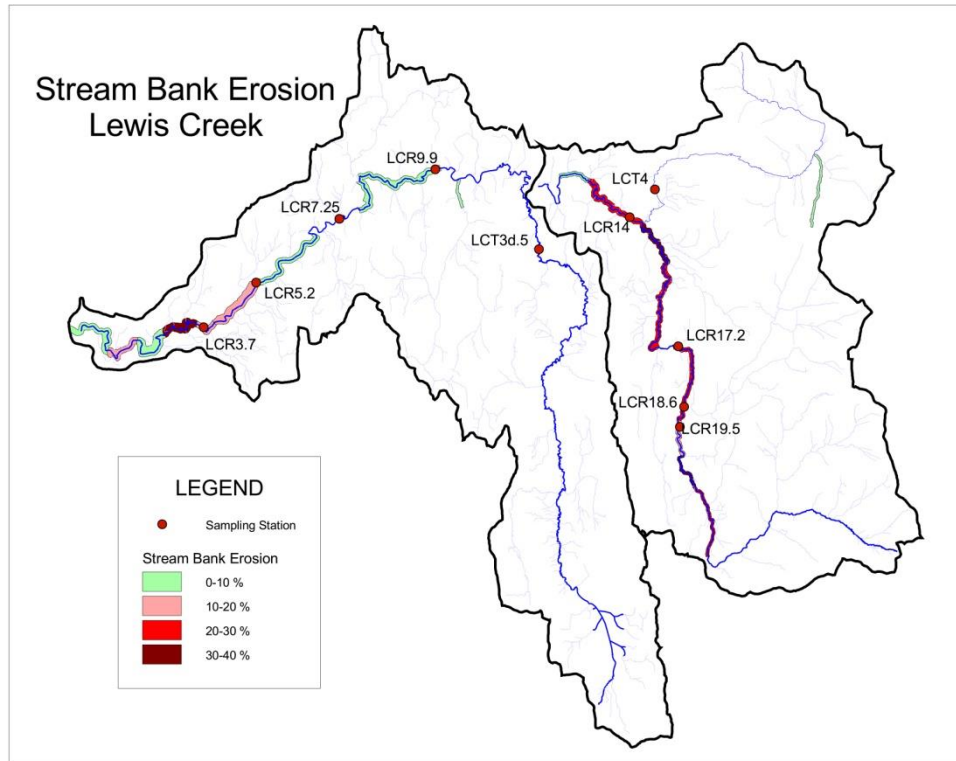 Stream Bank Erosion
Lewis Creek
LCR9.9
LCT4
LCR7.25
LCR14
LCT3d.5
LCR5.2
LCR3.7
LCR17.2
LCR18.6
LCR19.5
LEGEND
Sampling Station
Stream Bank Erosion
0-10 %
10-20 %
20-30 %
30-40 %